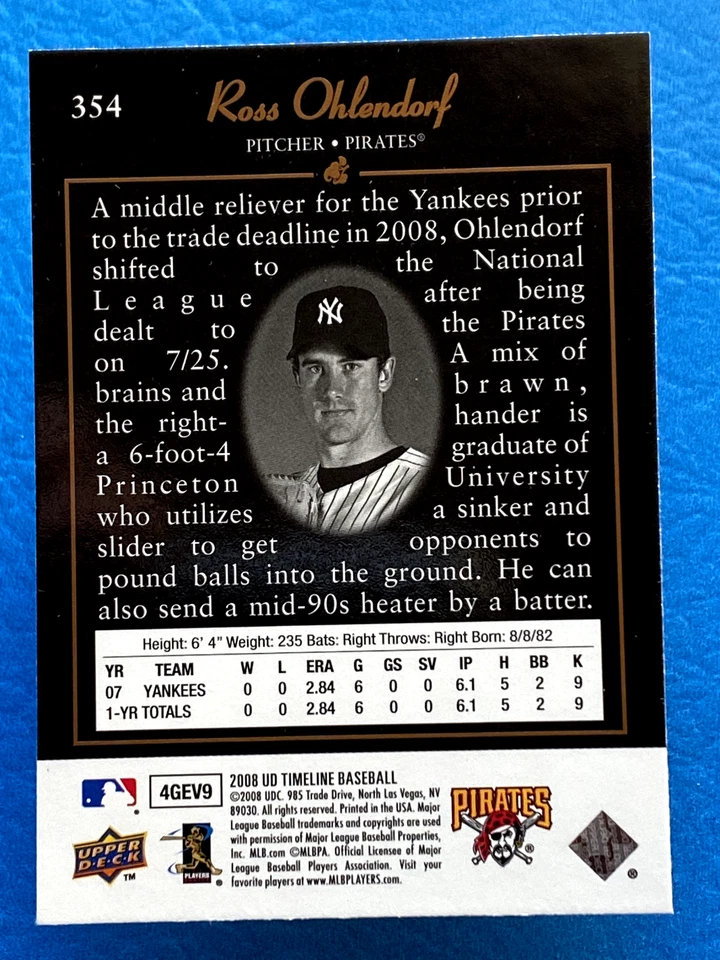 354
Ross Ohlendorf
PITCHER • PIRATES®
A middle reliever for the Yankees prior
to the trade deadline in 2008, Ohlendorf
shifted to the National
League after being
dealt to the Pirates
on 7/25. A mix of
brains and brawn,
the right- hander is
a 6-foot-4 graduate of
Princeton University
who utilizes a sinker and
slider to get opponents to
pound balls into the ground. He can
also send a mid-90s heater by a batter.
NY
Height: 6' 4" Weight: 235 Bats: Right Throws: Right Born: 8/8/82
YR TEAM W L ERA G GS SV IP H BB K
07 YANKEES 0 0 2.84 6 0 0 6.1 5 2 9
1-YR TOTALS 0 0 2.84 6 0 0 6.1 5 2 9
4GEV9
2008 UD TIMELINE BASEBALL
©2008 UDC. 985 Trade Drive, North Las Vegas, NV
89030. All rights reserved. Printed in the USA. Major
League Baseball trademarks and copyrights are used
with permission of Major League Baseball Properties,
Inc. MLB.com ©MLBPA. Official Licensee of Major
League Baseball Players Association. Visit your
favorite players at www.MLBPLAYERS.com.
UPPER
DECK
TM
PLAYERS
®
PIRATES
®
®